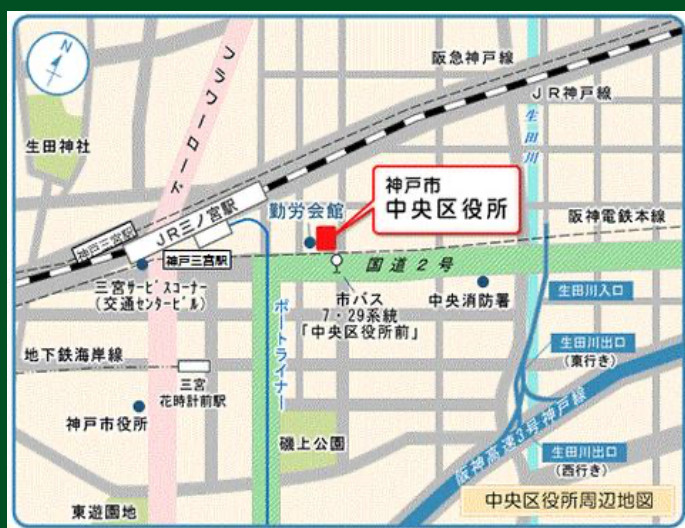 N
阪急神戸線
JR神戸線
フラワーロード
生田川
生田神社
神戸市
中央区役所
勤労会館
神戸三宮駅
JR三ノ宮駅
阪神電鉄本線
神戸三宮駅
国道2号
三宮サービスコーナー
(交通センタービル)
市バス
7・29系統
「中央区役所前」
中央消防署
生田川入口
ポートライナー
地下鉄海岸線
生田川出口
(東行き)
三宮
花時計前駅
神戸市役所
磯上公園
阪神高速3号神戸線
生田川出口
(西行き)
東遊園地
中央区役所周辺地図